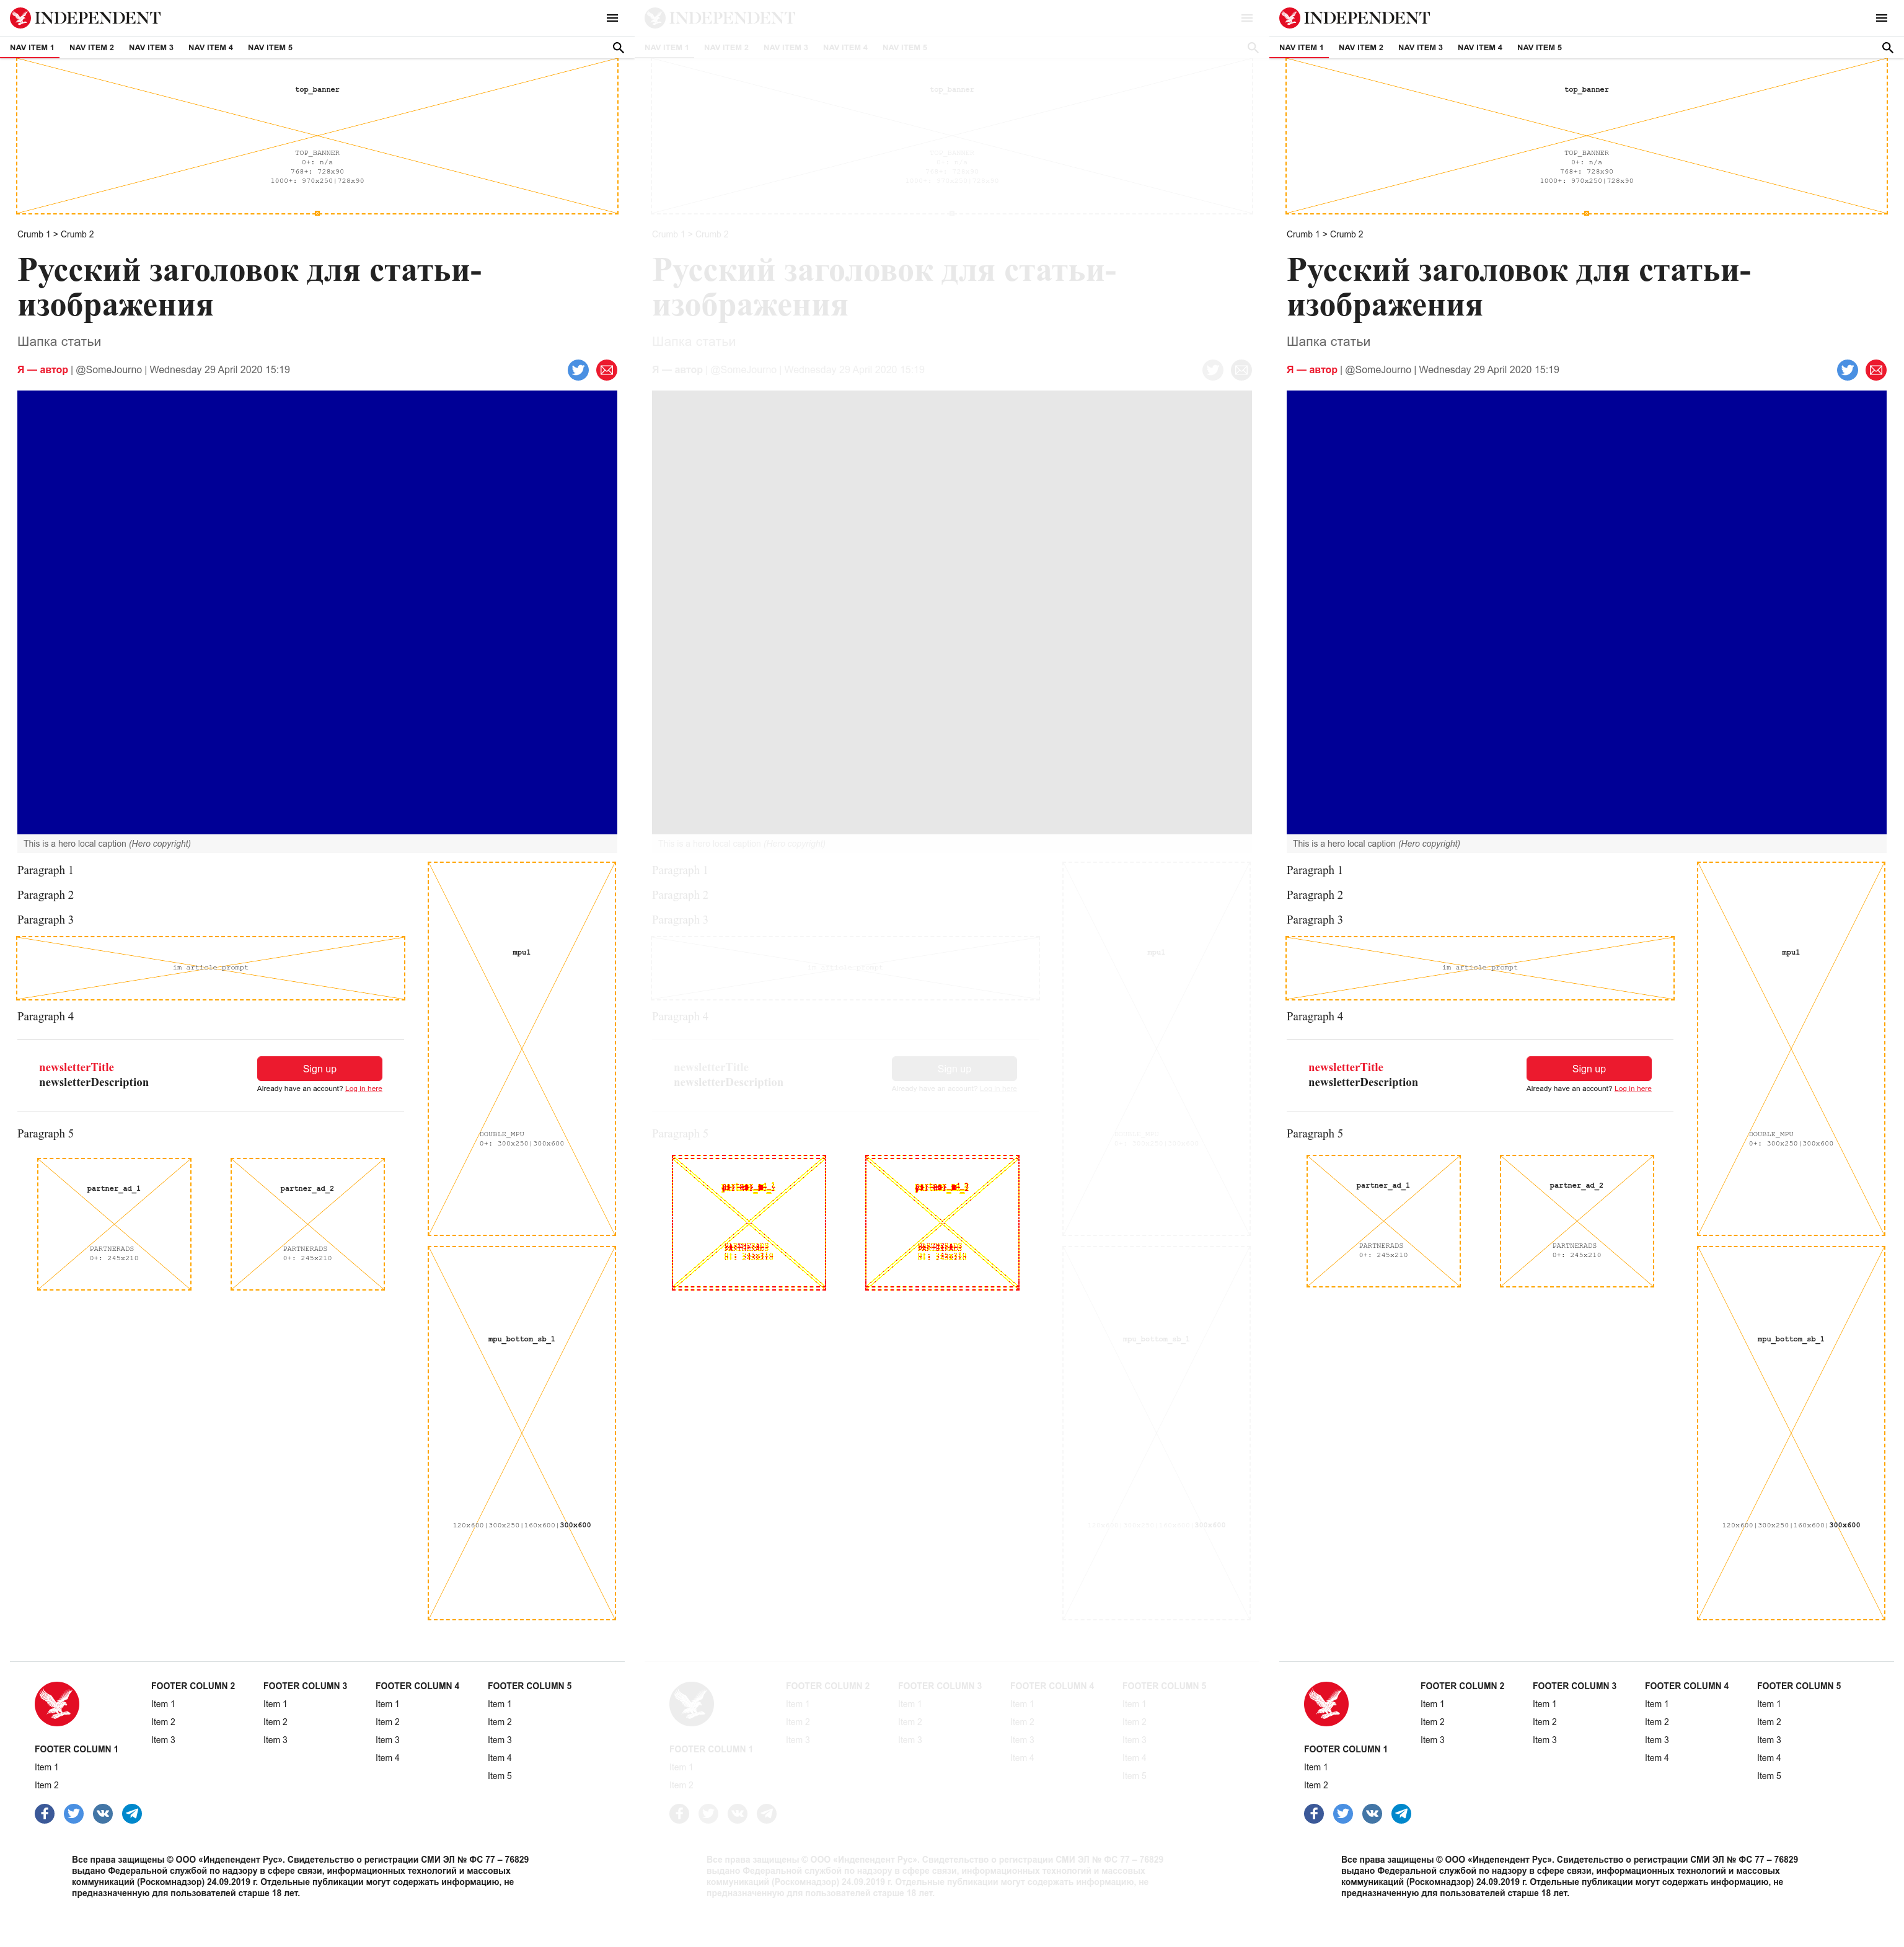 INDEPENDENT
NAV ITEM 1 NAV ITEM 2 NAV ITEM 3 NAV ITEM 4 NAV ITEM 5
top_banner
TOP_BANNER
0+: n/a
768+: 728x90
1000+: 970x250|728x90
Crumb 1 > Crumb 2
Русский заголовок для статьи-
изображения
Шапка статьи
Я — автор | @SomeJourno | Wednesday 29 April 2020 15:19
This is a hero local caption (Hero copyright)
Paragraph 1
Paragraph 2
Paragraph 3
im article prompt
Paragraph 4
newsletterTitle
newsletterDescription
Sign up
Already have an account? Log in here
Paragraph 5
partner_ad_1
PARTNERADS
0+: 245x210
partner_ad_2
PARTNERADS
0+: 245x210
mpu1
DOUBLE_MPU
0+: 300x250|300x600
mpu_bottom_sb_1
120x600|300x250|160x600|300x600
FOOTER COLUMN 1
Item 1
Item 2
FOOTER COLUMN 2
Item 1
Item 2
Item 3
FOOTER COLUMN 3
Item 1
Item 2
Item 3
FOOTER COLUMN 4
Item 1
Item 2
Item 3
Item 4
FOOTER COLUMN 5
Item 1
Item 2
Item 3
Item 4
Item 5
Все права защищены © ООО «Индепендент Рус». Свидетельство о регистрации СМИ ЭЛ № ФС 77 – 76829
выдано Федеральной службой по надзору в сфере связи, информационных технологий и массовых
коммуникаций (Роскомнадзор) 24.09.2019 г. Отдельные публикации могут содержать информацию, не
предназначенную для пользователей старше 18 лет.
INDEPENDENT
NAV ITEM 1 NAV ITEM 2 NAV ITEM 3 NAV ITEM 4 NAV ITEM 5
top_banner
Crumb 1 > Crumb 2
Русский заголовок для статьи-
изображения
Шапка статьи
Я — автор | @SomeJourno | Wednesday 29 April 2020 15:19
This is a hero local caption (Hero copyright)
Paragraph 1
Paragraph 2
Paragraph 3
Paragraph 4
newsletterTitle
newsletterDescription
Sign up
Already have an account? Log in here
Paragraph 5
mpu1
mpu_bottom_sb_1
FOOTER COLUMN 1
Item 1
Item 2
FOOTER COLUMN 2
Item 1
Item 2
Item 3
FOOTER COLUMN 3
Item 1
Item 2
Item 3
FOOTER COLUMN 4
Item 1
Item 2
Item 3
Item 4
FOOTER COLUMN 5
Item 1
Item 2
Item 3
Item 4
Item 5
Все права защищены © ООО «Индепендент Рус». Свидетельство о регистрации СМИ ЭЛ № ФС 77 – 76829
выдано Федеральной службой по надзору в сфере связи, информационных технологий и массовых
коммуникаций (Роскомнадзор) 24.09.2019 г. Отдельные публикации могут содержать информацию, не
предназначенную для пользователей старше 18 лет.
INDEPENDENT
NAV ITEM 1 NAV ITEM 2 NAV ITEM 3 NAV ITEM 4 NAV ITEM 5
top_banner
TOP_BANNER
0+: n/a
768+: 728x90
1000+: 970x250|728x90
Crumb 1 > Crumb 2
Русский заголовок для статьи-
изображения
Шапка статьи
Я — автор | @SomeJourno | Wednesday 29 April 2020 15:19
This is a hero local caption (Hero copyright)
Paragraph 1
Paragraph 2
Paragraph 3
im article prompt
Paragraph 4
newsletterTitle
newsletterDescription
Sign up
Already have an account? Log in here
Paragraph 5
partner_ad_1
PARTNERADS
0+: 245x210
partner_ad_2
PARTNERADS
0+: 245x210
mpu1
DOUBLE_MPU
0+: 300x250|300x600
mpu_bottom_sb_1
120x600|300x250|160x600|300x600
FOOTER COLUMN 1
Item 1
Item 2
FOOTER COLUMN 2
Item 1
Item 2
Item 3
FOOTER COLUMN 3
Item 1
Item 2
Item 3
FOOTER COLUMN 4
Item 1
Item 2
Item 3
Item 4
FOOTER COLUMN 5
Item 1
Item 2
Item 3
Item 4
Item 5
Все права защищены © ООО «Индепендент Рус». Свидетельство о регистрации СМИ ЭЛ № ФС 77 – 76829
выдано Федеральной службой по надзору в сфере связи, информационных технологий и массовых
коммуникаций (Роскомнадзор) 24.09.2019 г. Отдельные публикации могут содержать информацию, не
предназначенную для пользователей старше 18 лет.